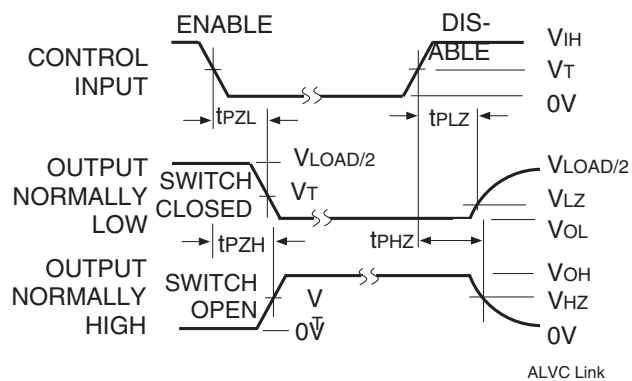 ENABLE
DIS-
ABLE
CONTROL
INPUT
VIH
VT
0V
tPZL
tPLZ
OUTPUT
NORMALLY
LOW
SWITCH
CLOSED
VLOAD/2
VT
VLOAD/2
VLZ
VOL
tPZH
tPHZ
OUTPUT
NORMALLY
HIGH
SWITCH
OPEN
VT
0V
VOH
VHZ
0V
ALVC Link